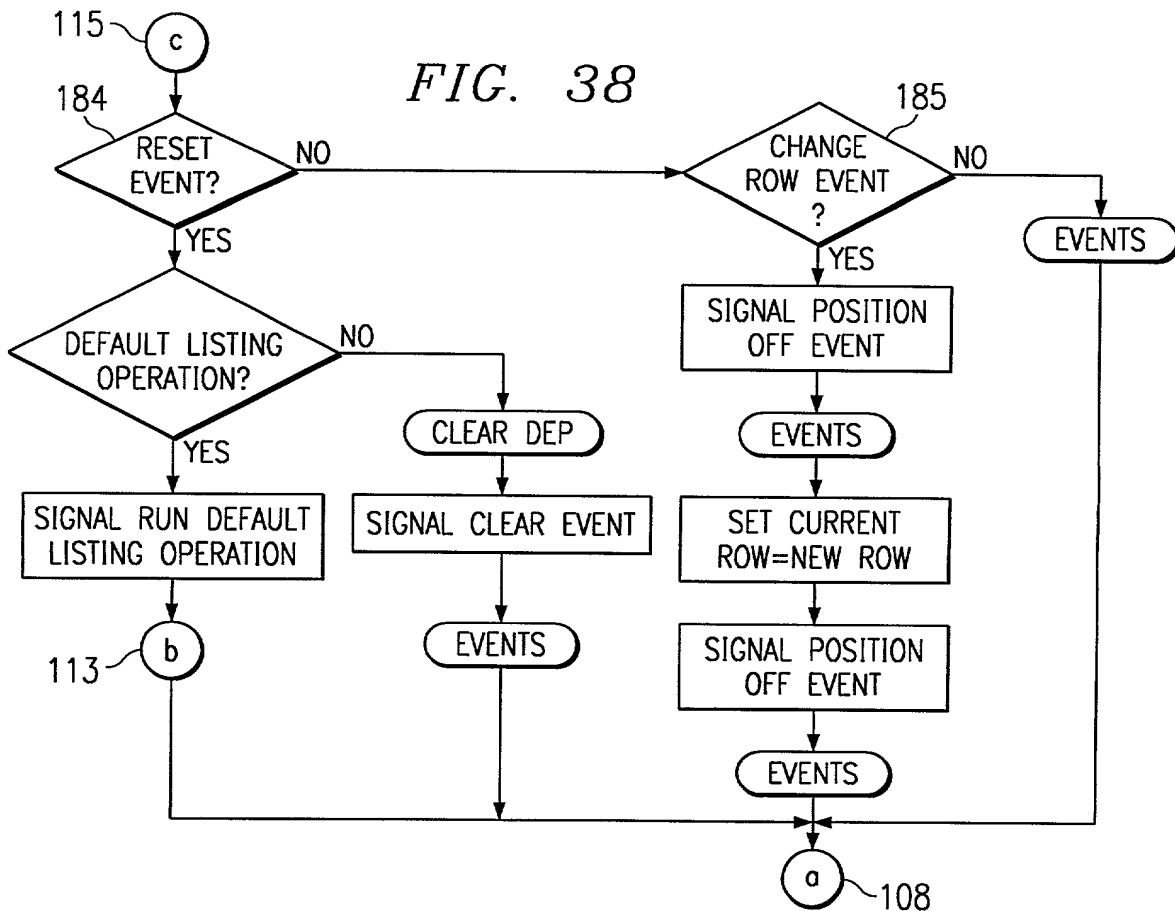 115
c
FIG. 38
184
RESET
EVENT?
NO
YES
185
CHANGE
ROW EVENT
?
NO
YES
EVENTS
DEFAULT LISTING
OPERATION?
NO
YES
SIGNAL POSITION
OFF EVENT
CLEAR DEP
EVENTS
SIGNAL RUN DEFAULT
LISTING OPERATION
SIGNAL CLEAR EVENT
SET CURRENT
ROW=NEW ROW
b
113
EVENTS
SIGNAL POSITION
OFF EVENT
EVENTS
a
108